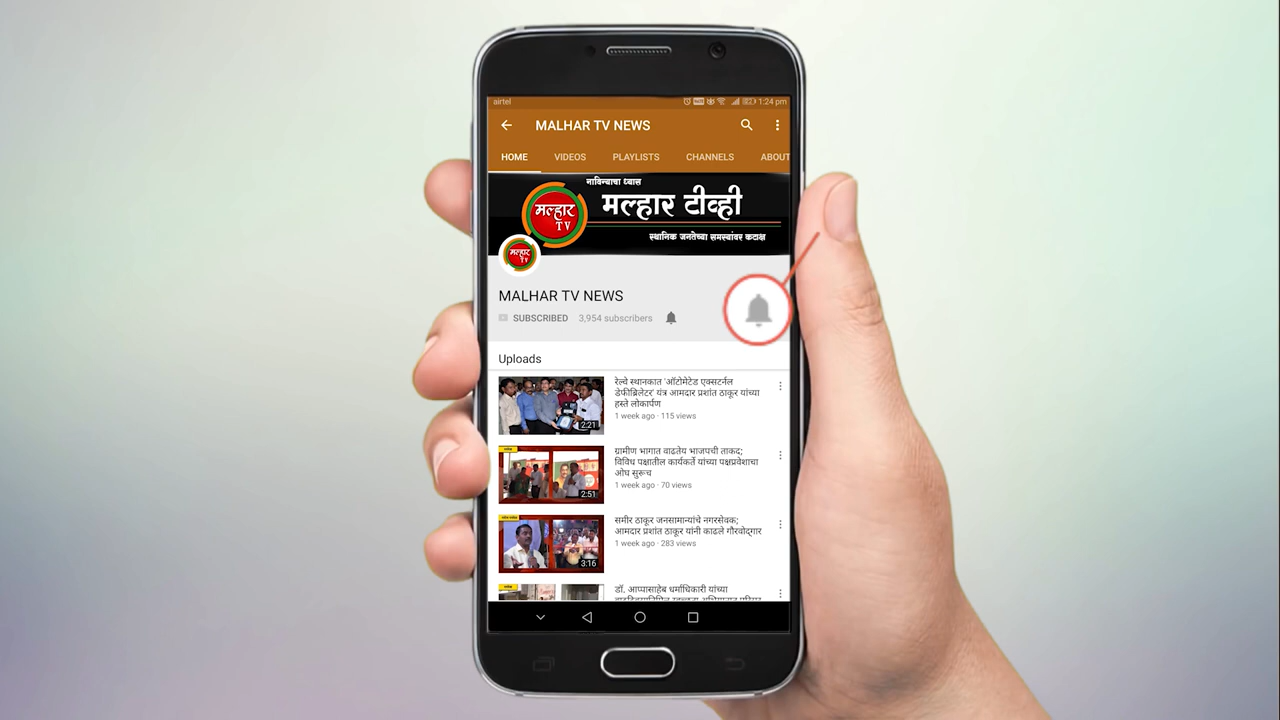 airtel 1:24 pm
MALHAR TV NEWS
HOME VIDEOS PLAYLISTS CHANNELS ABOUT
नाविन्याचा ध्यास
मल्हार टीव्ही
स्थानिक जनतेच्या समस्यांवर कटाक्ष
मल्हार
TV
मल्हार
TV
MALHAR TV NEWS
SUBSCRIBED 3,954 subscribers
Uploads
रेल्वे स्थानकात 'ऑटोमेटेड एक्सटर्नल
डेफीब्रिलेटर' यंत्र आमदार प्रशांत ठाकूर यांच्या
हस्ते लोकार्पण
1 week ago · 115 views
2:21
ग्रामीण भागात वाढतेय भाजपची ताकद;
विविध पक्षातील कार्यकर्ते यांच्या पक्षप्रवेशाचा
ओघ सुरूच
1 week ago · 70 views
2:51
समीर ठाकूर जनसामान्यांचे नगरसेवक;
आमदार प्रशांत ठाकूर यांनी काढले गौरवोद्गार
1 week ago · 283 views
3:16
डॉ. आप्पासाहेब धर्माधिकारी यांच्या